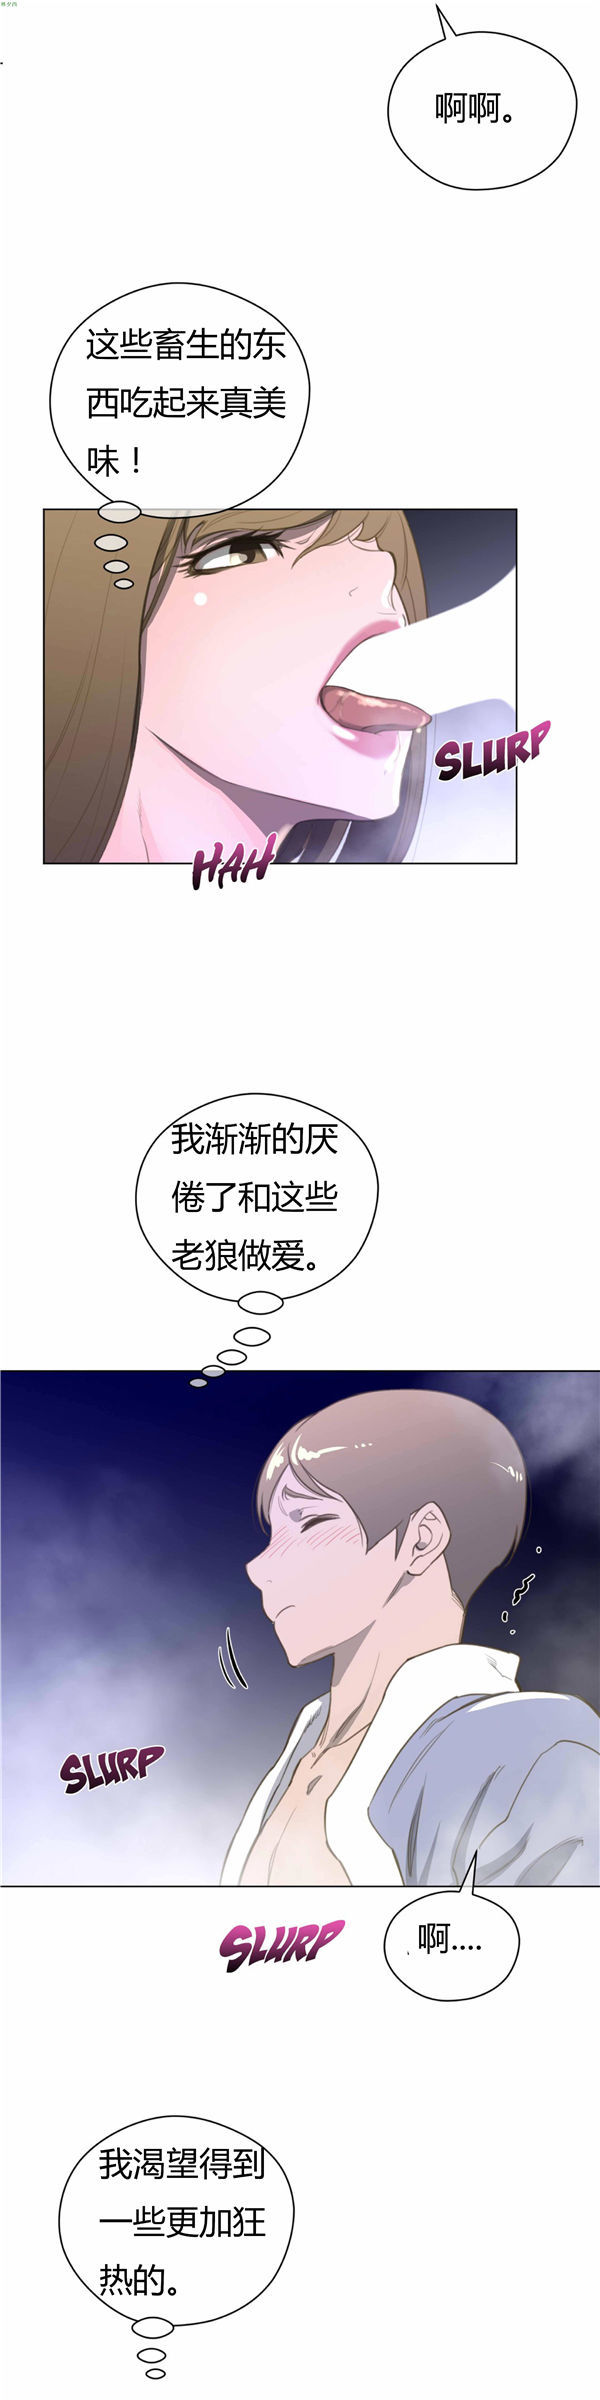 啊啊。
这些畜生的东
西吃起来真美
味！
SLURP
HAH
我渐渐的厌
倦了和这些
老狼做爱。
SLURP
SLURP
啊....
我渴望得到
一些更加狂
热的。